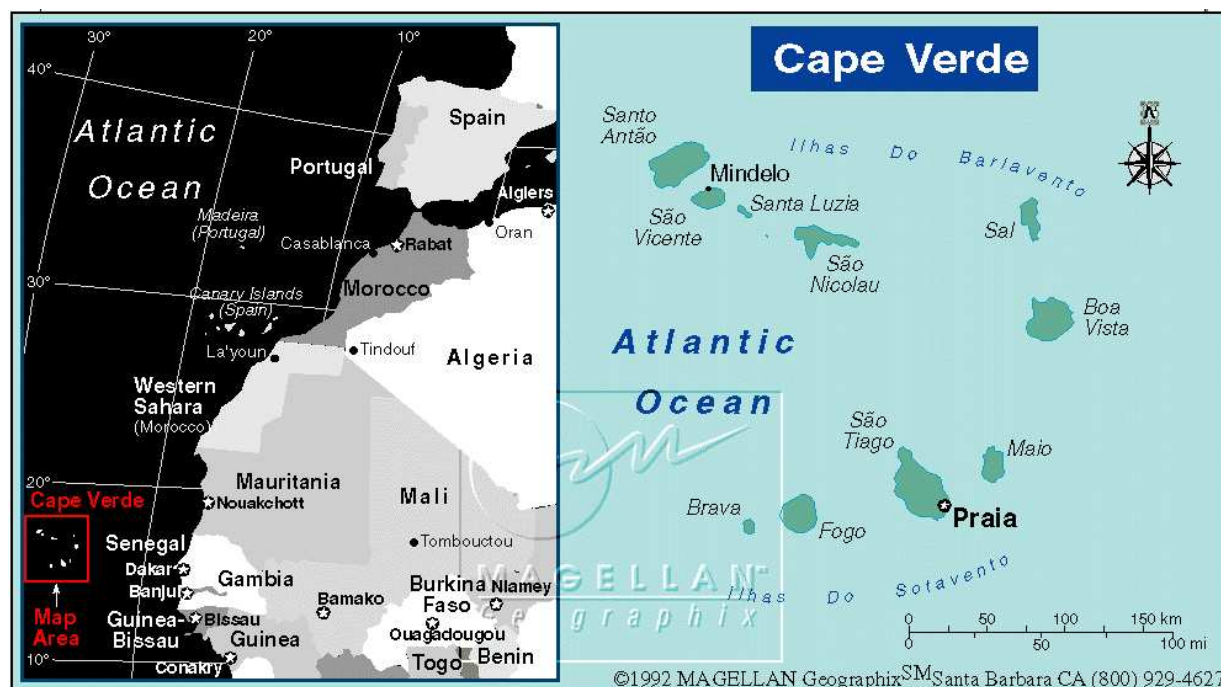 30°
20°
10°
40°
Atlantic
Ocean
Spain
Portugal
Algiers
Madeira
(Portugal)
Casablanca
Rabat
Oran
30°
Canary Islands
(Spain)
Morocco
La'youn
Tindouf
Algeria
Western
Sahara
(Morocco)
20°
Mauritania
Nouakchott
Mali
Cape Verde
Senegal
Dakar
Tombouctou
Banjul
Gambia
Burkina
Faso
Niamey
Bamako
Map
Area
Guinea-
Bissau
Bissau
Guinea
Ouagadougou
Togo
Benin
10°
Conakry
Cape Verde
N
Santo
Antão
Ilhas Do Barlavento
Mindelo
Santa Luzia
São
Vicente
Sal
São
Nicolau
Boa
Vista
Atlantic
Ocean
São
Tiago
Maio
Brava
Fogo
Praia
MAGELLAN
Geographix
Ilhas Do Sotavento
0 50 100 150 km
0 50 100 mi
©1992 MAGELLAN Geographix SM Santa Barbara CA (800) 929-4627